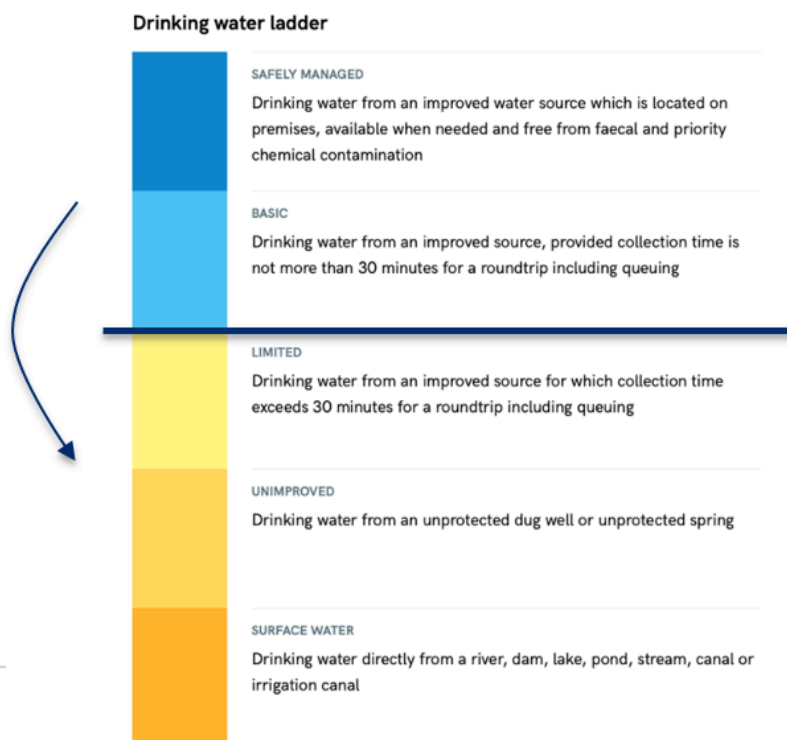 Drinking water ladder
SAFELY MANAGED
Drinking water from an improved water source which is located on
premises, available when needed and free from faecal and priority
chemical contamination
BASIC
Drinking water from an improved source, provided collection time is
not more than 30 minutes for a roundtrip including queuing
LIMITED
Drinking water from an improved source for which collection time
exceeds 30 minutes for a roundtrip including queuing
UNIMPROVED
Drinking water from an unprotected dug well or unprotected spring
SURFACE WATER
Drinking water directly from a river, dam, lake, pond, stream, canal or
irrigation canal